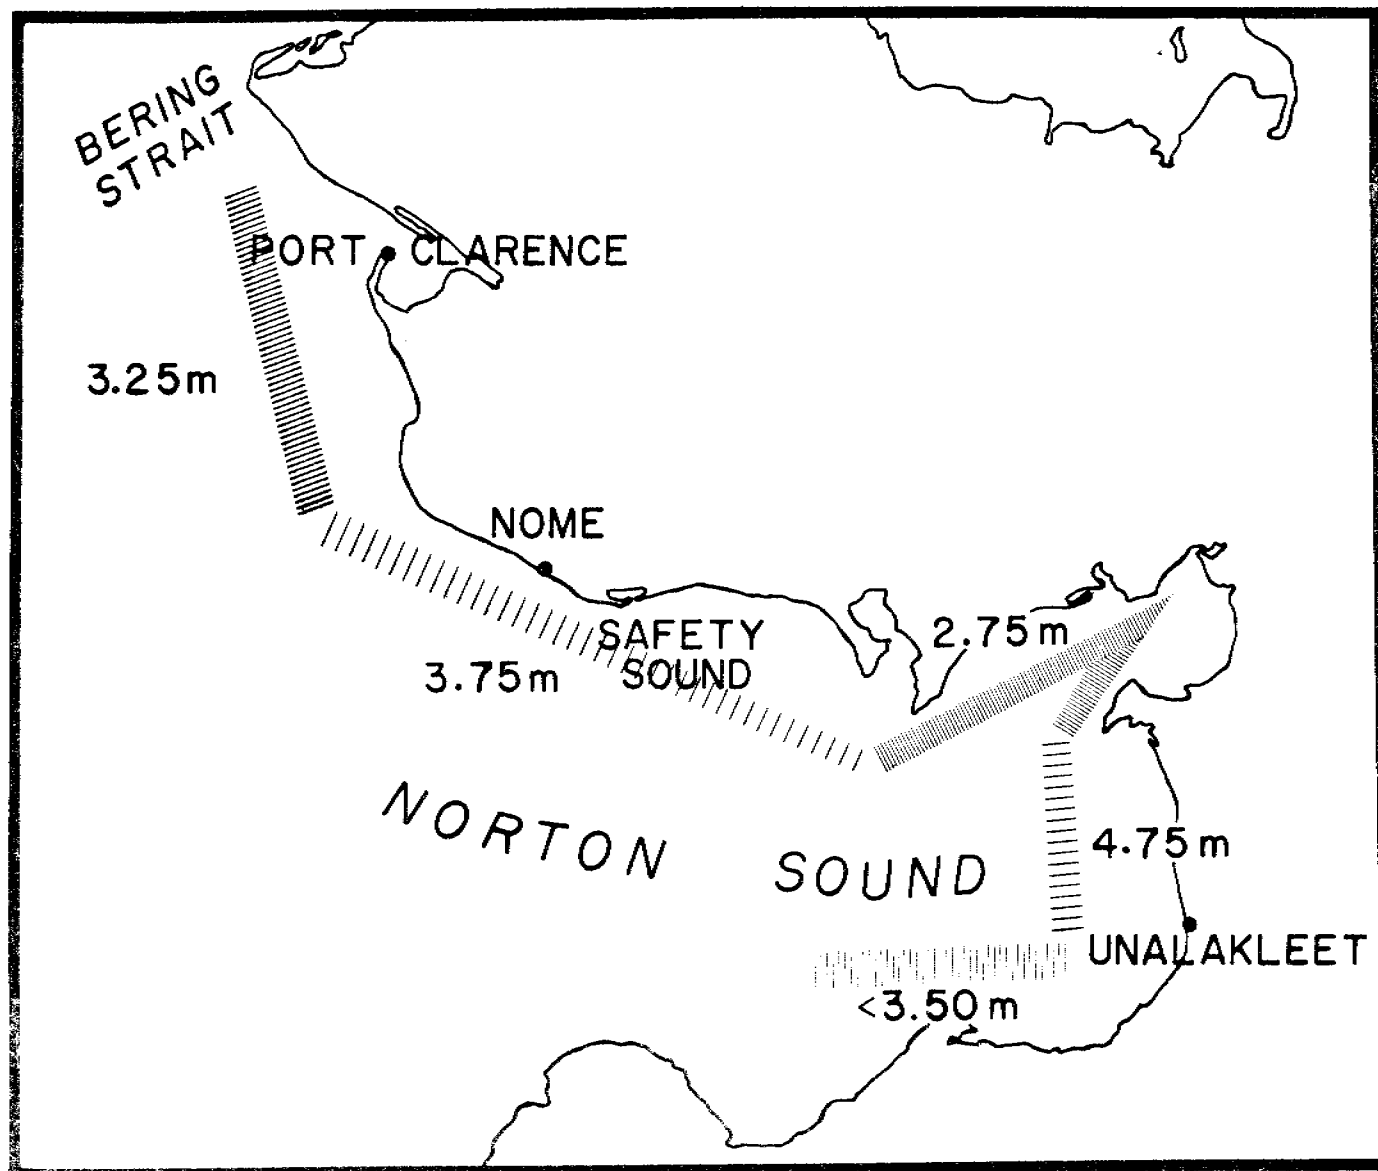 BERING
STRAIT
PORT CLARENCE
3.25m
NOME
SAFETY
SOUND
2.75m
3.75m
NORTON SOUND
4.75m
UNALAKLEET
<3.50m